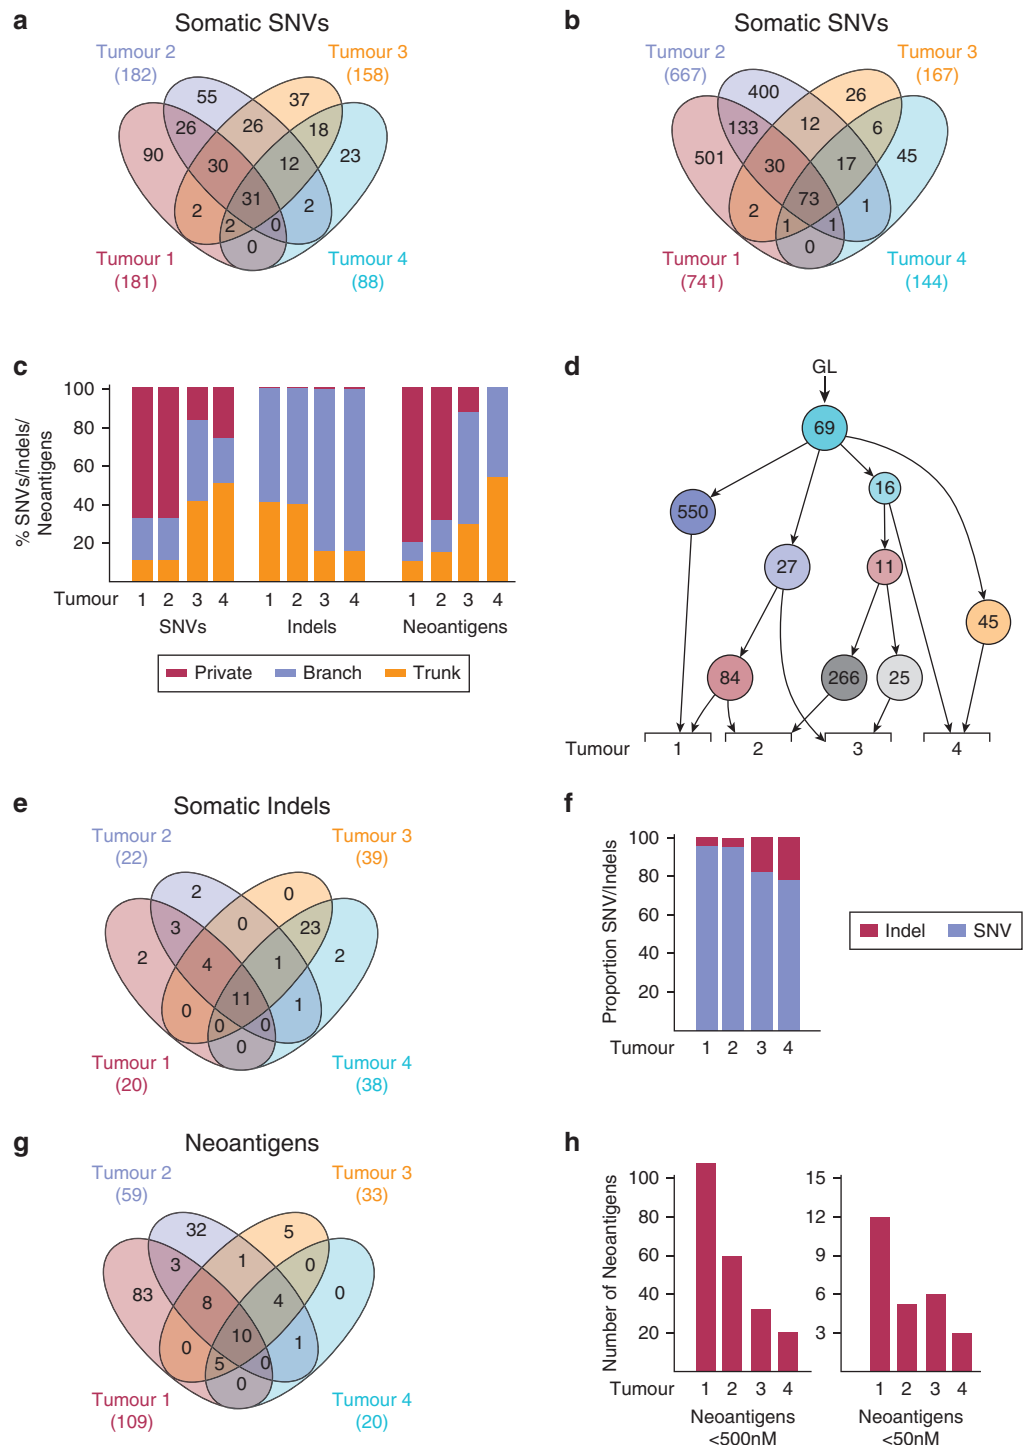 a
Somatic SNVs
Tumour 2
(182)
Tumour 3
(158)
55
37
26
26
18
90
30
12
23
31
2
2
2
0
0
Tumour 1
(181)
Tumour 4
(88)
b
Somatic SNVs
Tumour 2
(667)
Tumour 3
(167)
400
26
133
12
6
501
30
17
45
73
2
1
1
1
0
Tumour 1
(741)
Tumour 4
(144)
c
% SNVs/indels/
Neoantigens
100
80
60
40
20
Tumour 1 2 3 4 1 2 3 4 1 2 3 4
SNVs Indels Neoantigens
Private Branch Trunk
d
GL
69
16
550
27
11
45
84
266
25
Tumour 1 2 3 4
e
Somatic Indels
Tumour 2
(22)
Tumour 3
(39)
2
0
3
0
23
2
4
1
2
11
0
1
0
0
0
Tumour 1
(20)
Tumour 4
(38)
f
Proportion SNV/Indels
100
80
60
40
20
Tumour 1 2 3 4
Indel SNV
g
Neoantigens
Tumour 2
(59)
Tumour 3
(33)
32
5
3
1
0
83
8
4
0
10
0
1
5
0
0
Tumour 1
(109)
Tumour 4
(20)
h
Number of Neoantigens
100
80
60
40
20
Tumour 1 2 3 4
Neoantigens
<500nM
15
12
9
6
3
1 2 3 4
Neoantigens
<50nM